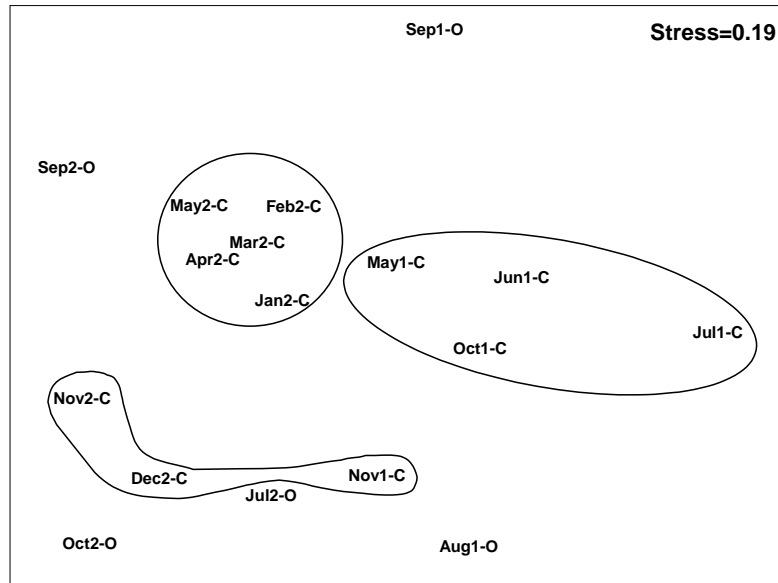 Sep1-O
Stress=0.19
Sep2-O
May2-C
Feb2-C
Mar2-C
Apr2-C
May1-C
Jun1-C
Jan2-C
Jul1-C
Oct1-C
Nov2-C
Dec2-C
Nov1-C
Jul2-O
Oct2-O
Aug1-O